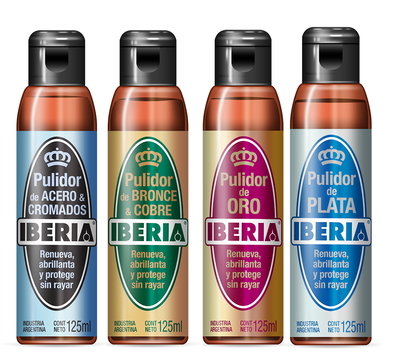 Pulidor
de ACERO &
CROMADOS
IBERIA
Renueva,
abrillanta
y protege
sin rayar
INDUSTRIA
ARGENTINA
CONT
NETO 125ml
Pulidor
de BRONCE
& COBRE
IBERIA
Renueva,
abrillanta
y protege
sin rayar
INDUSTRIA
ARGENTINA
CONT
NETO 125ml
Pulidor
de
ORO
IBERIA
Renueva,
abrillanta
y protege
sin rayar
INDUSTRIA
ARGENTINA
CONT
NETO 125ml
Pulidor
de
PLATA
IBERIA
Renueva,
abrillanta
y protege
sin rayar
INDUSTRIA
ARGENTINA
CONT
NETO 125ml